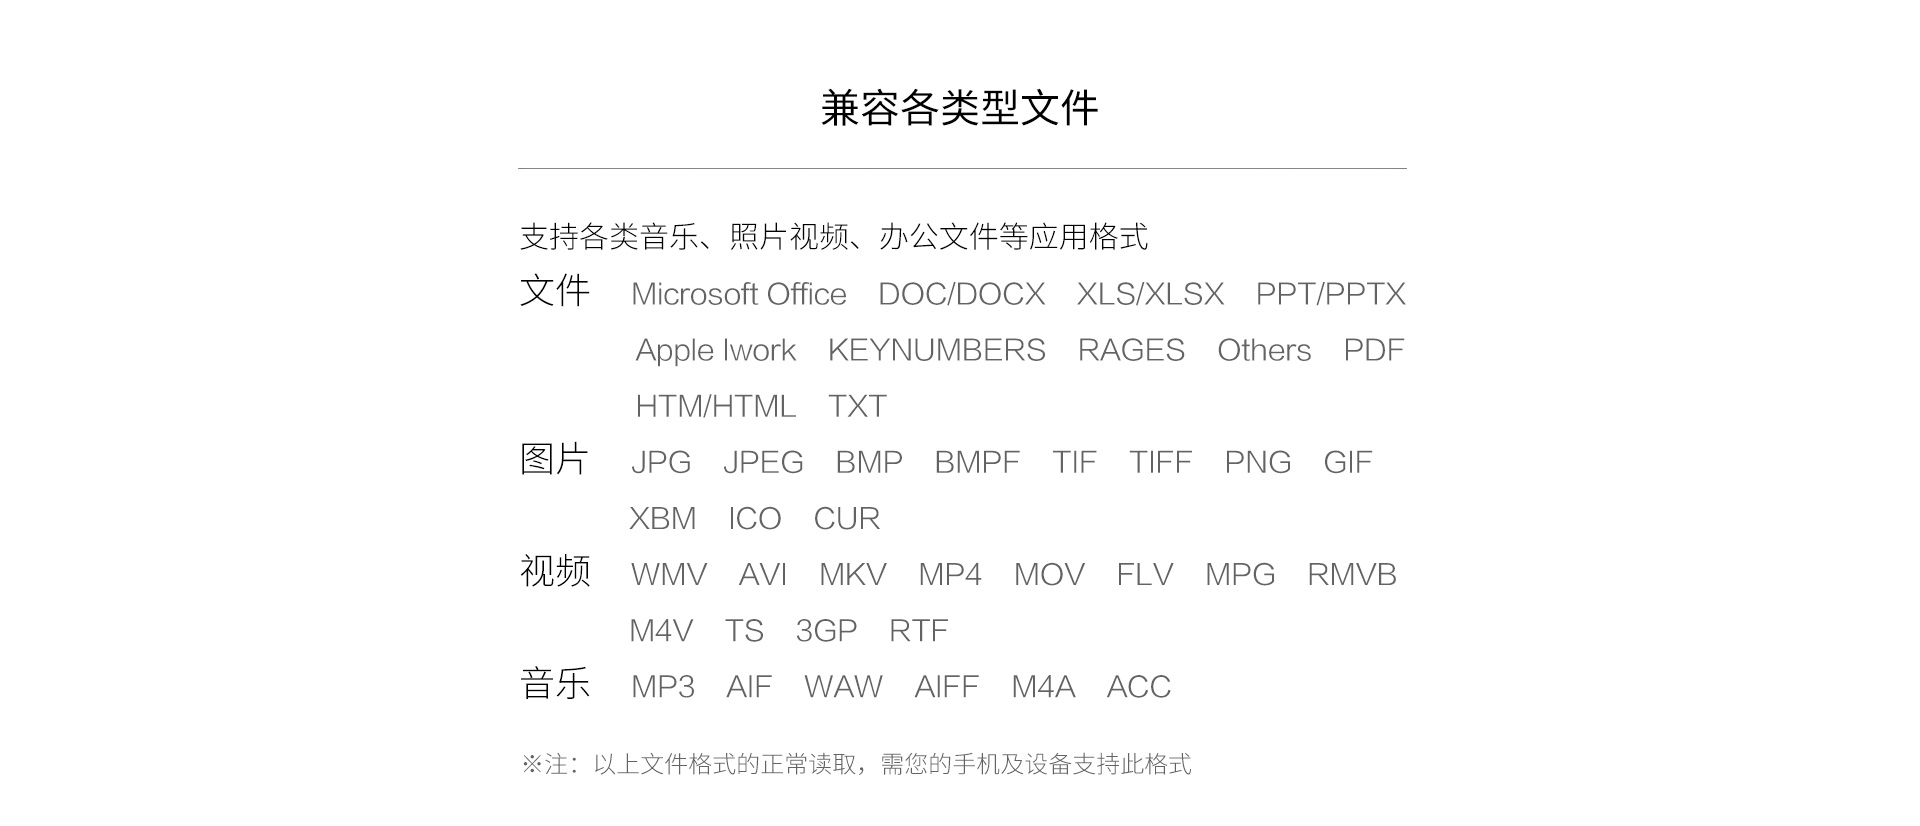 兼容各类型文件
支持各类音乐、照片视频、办公文件等应用格式
文件 Microsoft Office DOC/DOCX XLS/XLSX PPT/PPTX
Apple Iwork KEYNUMBERS RAGES Others PDF
HTM/HTML TXT
图片 JPG JPEG BMP BMPF TIF TIFF PNG GIF
XBM ICO CUR
视频 WMV AVI MKV MP4 MOV FLV MPG RMVB
M4V TS 3GP RTF
音乐 MP3 AIF WAW AIFF M4A ACC
※注：以上文件格式的正常读取，需您的手机及设备支持此格式